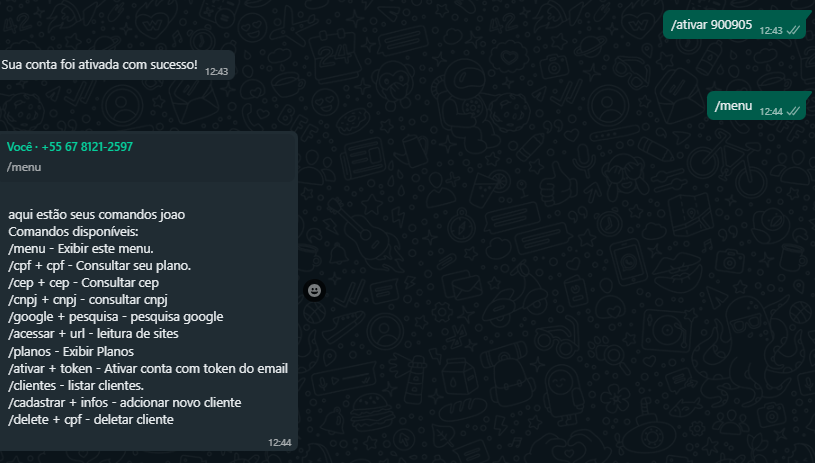 /ativar 900905
12:43
Sua conta foi ativada com sucesso!
12:43
/menu
12:44
Você · +55 67 8121-2597
/menu
aqui estão seus comandos joao
Comandos disponíveis:
/menu - Exibir este menu.
/cpf + cpf - Consultar seu plano.
/cep + cep - Consultar cep
/cnpj + cnpj - consultar cnpj
/google + pesquisa - pesquisa google
/acessar + url - leitura de sites
/planos - Exibir Planos
/ativar + token - Ativar conta com token do email
/clientes - listar clientes.
/cadastrar + infos - adcionar novo cliente
/delete + cpf - deletar cliente
12:44